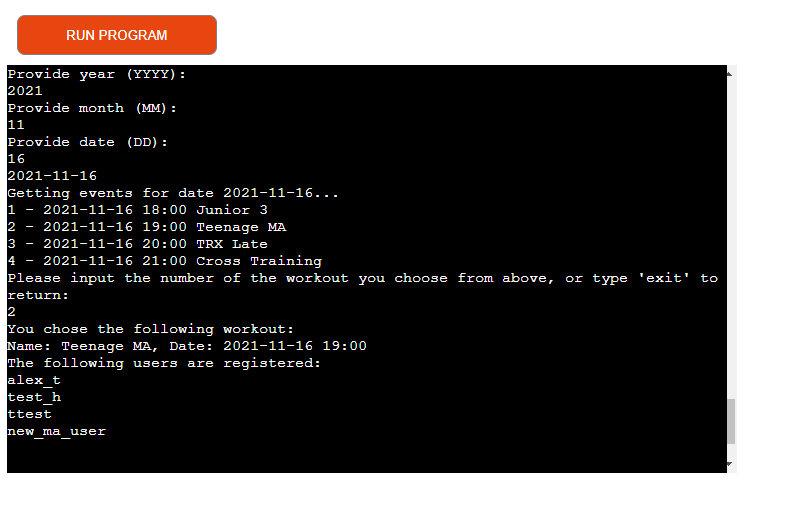 RUN PROGRAM
Provide year (YYYY):
2021
Provide month (MM):
11
Provide date (DD):
16
2021-11-16
Getting events for date 2021-11-16...
1 - 2021-11-16 18:00 Junior 3
2 - 2021-11-16 19:00 Teenage MA
3 - 2021-11-16 20:00 TRX Late
4 - 2021-11-16 21:00 Cross Training
Please input the number of the workout you choose from above, or type 'exit' to
return:
2
You chose the following workout:
Name: Teenage MA, Date: 2021-11-16 19:00
The following users are registered:
alex_t
test_h
ttest
new_ma_user